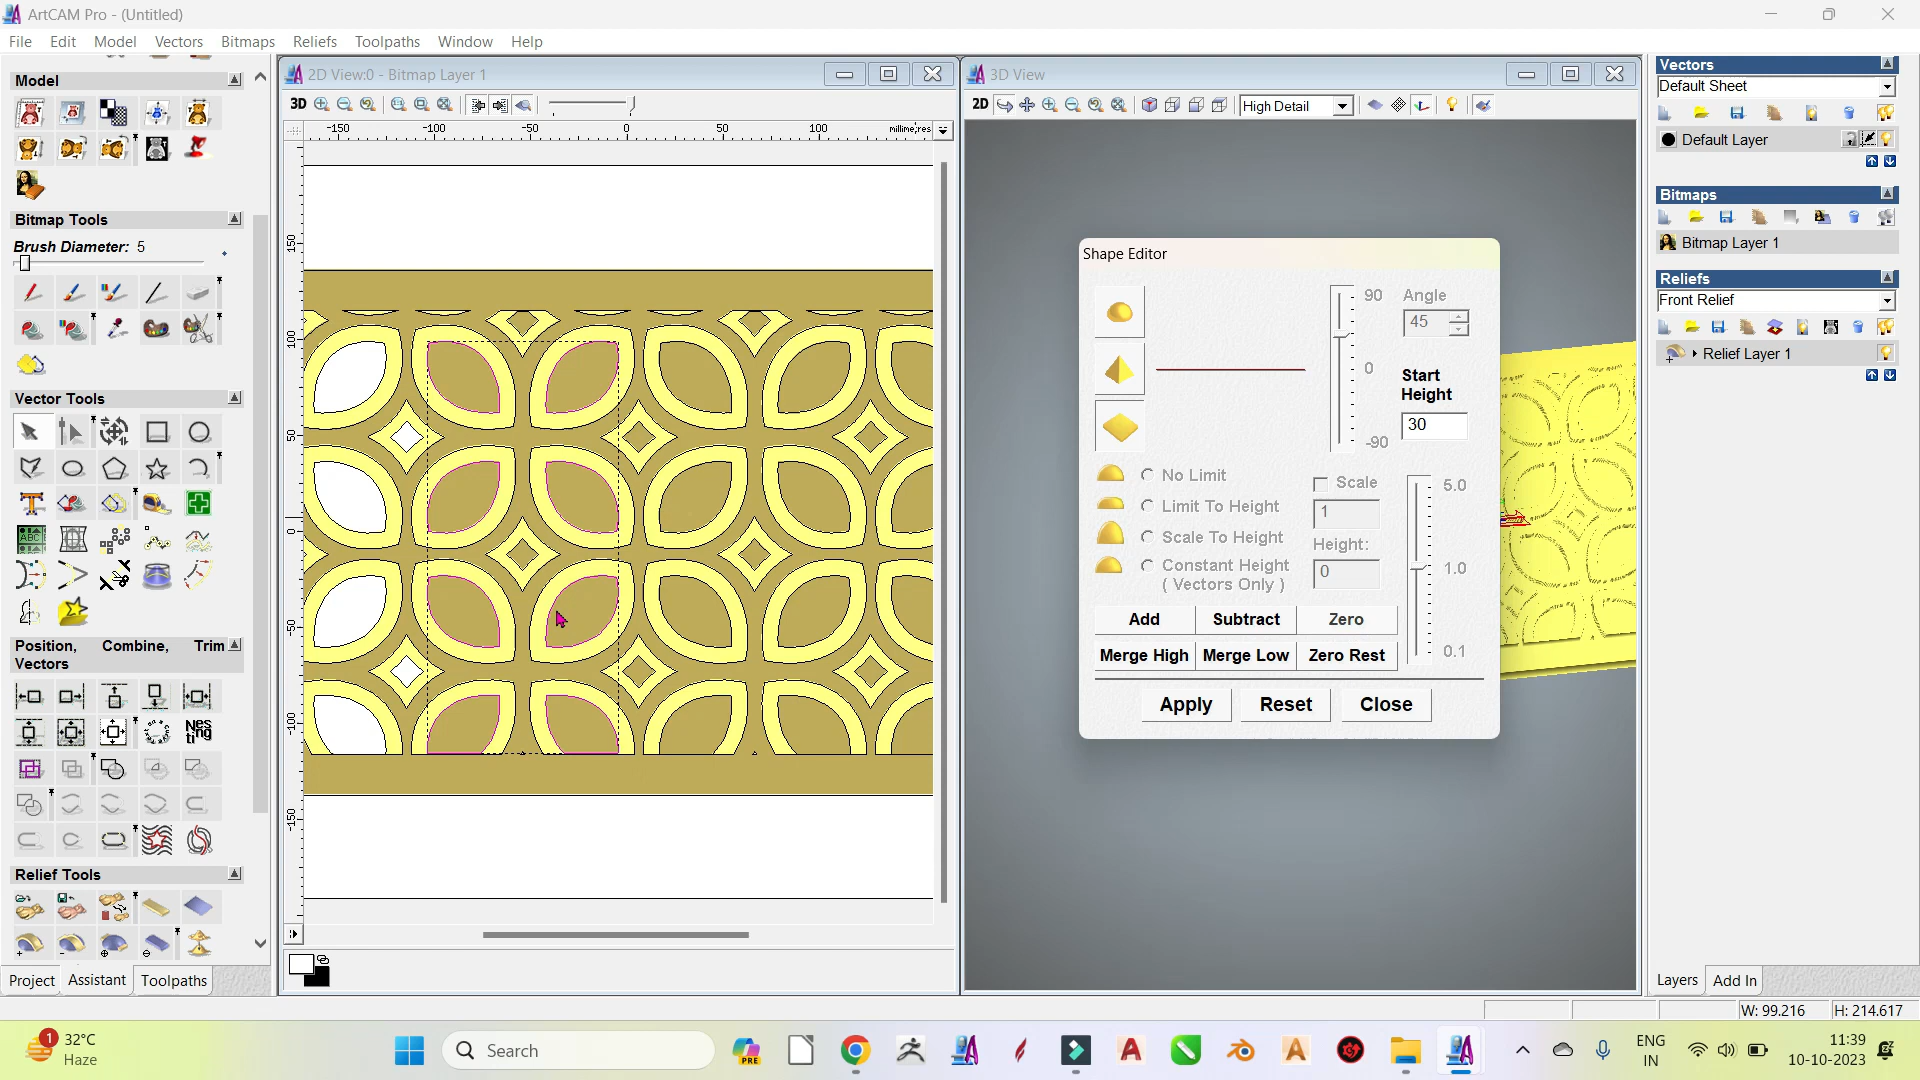 ArtCAM Pro - (Untitled)
File Edit Model Vectors Bitmaps Reliefs Toolpaths Window Help
Model
Bitmap Tools
Brush Diameter: 5
Vector Tools
Position, Combine, Trim
Vectors
Relief Tools
Project Assistant Toolpaths
2D View:0 - Bitmap Layer 1
3D
-150 -100 -50 0 50 100 millimetres
150
100
50
0
-50
-100
-150
3D View
2D High Detail
Shape Editor
90 Angle
45
0 Start
Height
30
-90
No Limit
Limit To Height
Scale To Height
Constant Height
( Vectors Only )
Scale
1
Height:
0
5.0
1.0
0.1
Add Subtract Zero
Merge High Merge Low Zero Rest
Apply Reset Close
Vectors
Default Sheet
Default Layer
Bitmaps
Bitmap Layer 1
Reliefs
Front Relief
Relief Layer 1
Layers Add In
W: 99.216 H: 214.617
1
32°C
Haze
Search
PRE
ENG
IN
11:39
10-10-2023